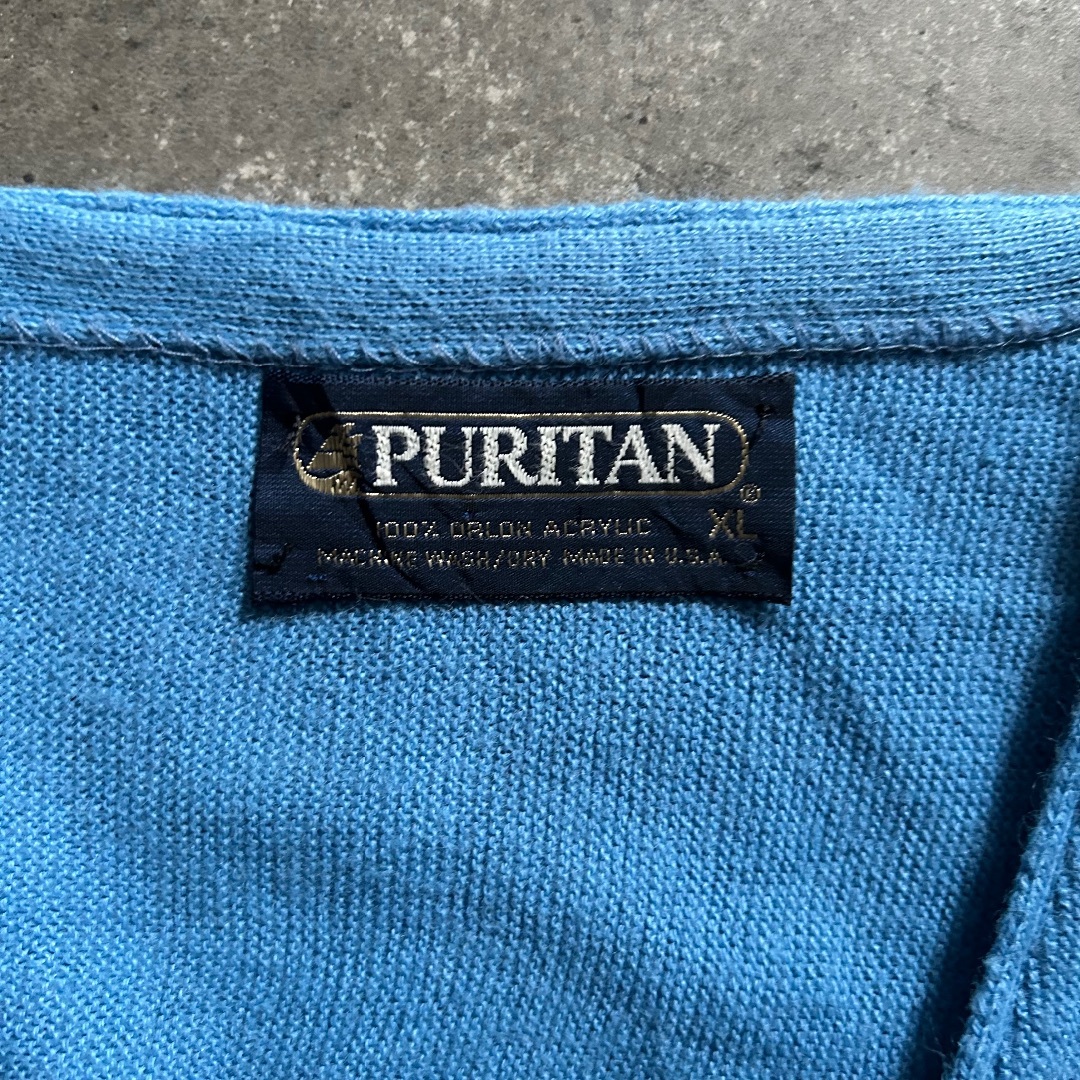 PURITAN®
100% ORLON ACRYLIC XL
MACHINE WASH/DRY MADE IN U.S.A.